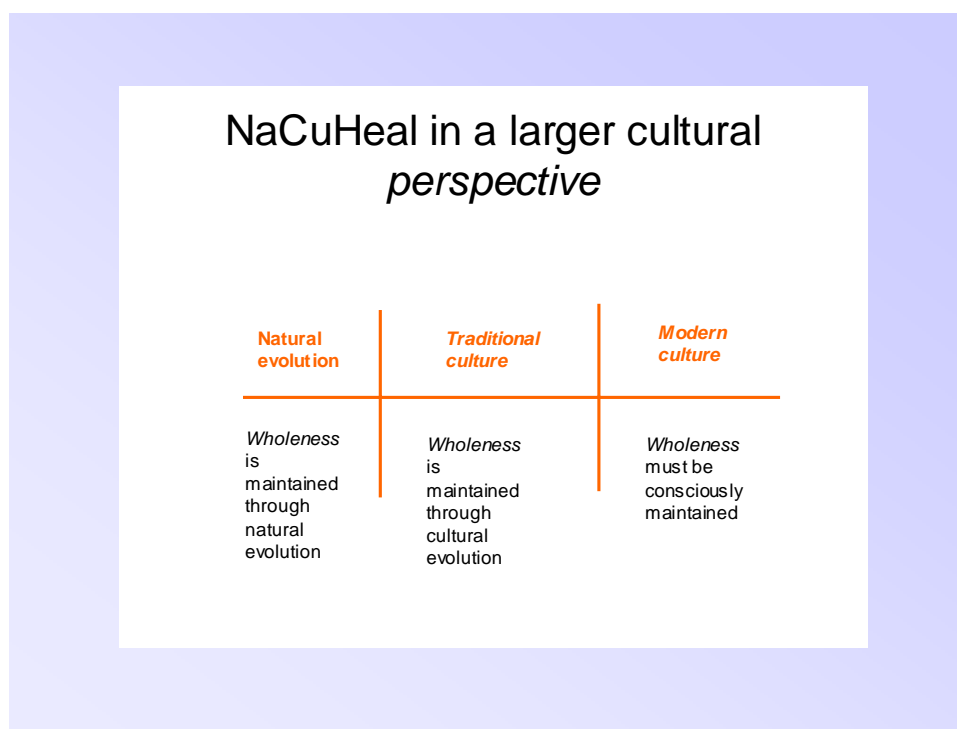 NaCuHeal in a larger cultural
perspective
Natural
evolution
Traditional
culture
Modern
culture
Wholeness
is
maintained
through
natural
evolution
Wholeness
is
maintained
through
cultural
evolution
Wholeness
must be
consciously
maintained